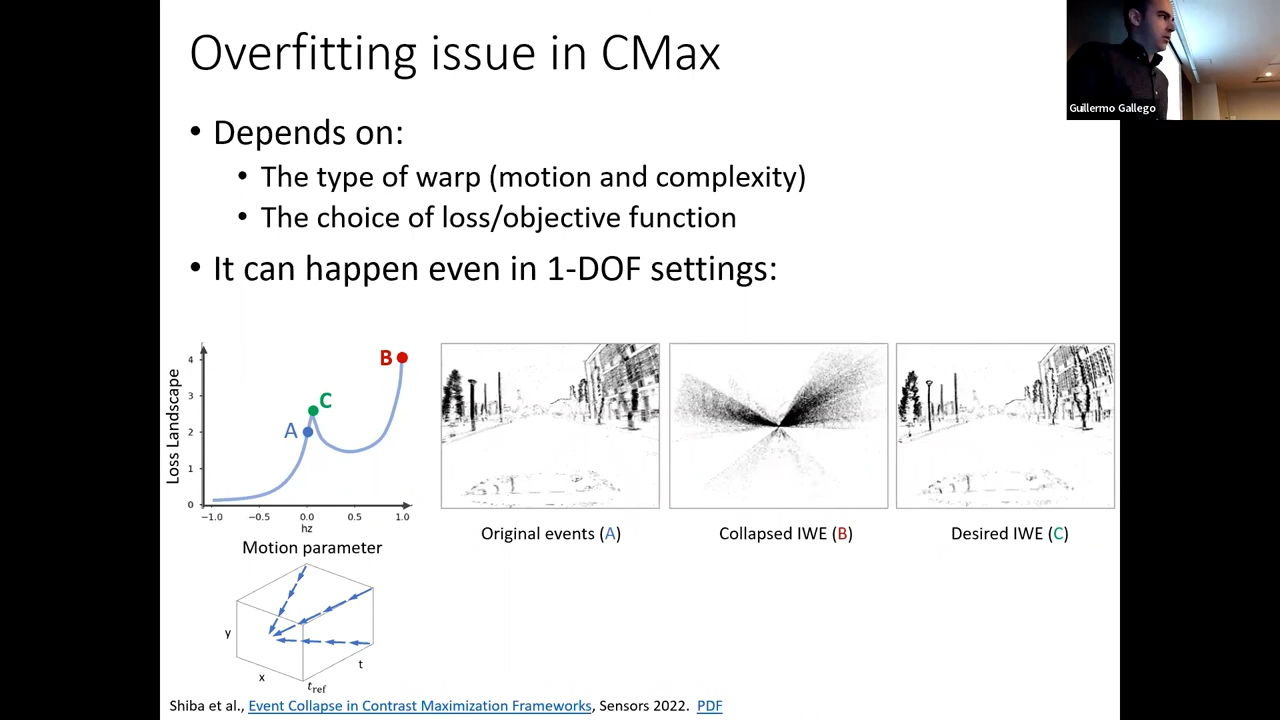 Overfitting issue in CMax
Guillermo Gallego
• Depends on:
• The type of warp (motion and complexity)
• The choice of loss/objective function
• It can happen even in 1-DOF settings:
Loss Landscape
4
3
2
1
0
A
B
C
−1.0 −0.5 0.0 0.5 1.0
hz
Motion parameter
Original events (A)
Collapsed IWE (B)
Desired IWE (C)
y
x
t
tref
Shiba et al., Event Collapse in Contrast Maximization Frameworks, Sensors 2022. PDF